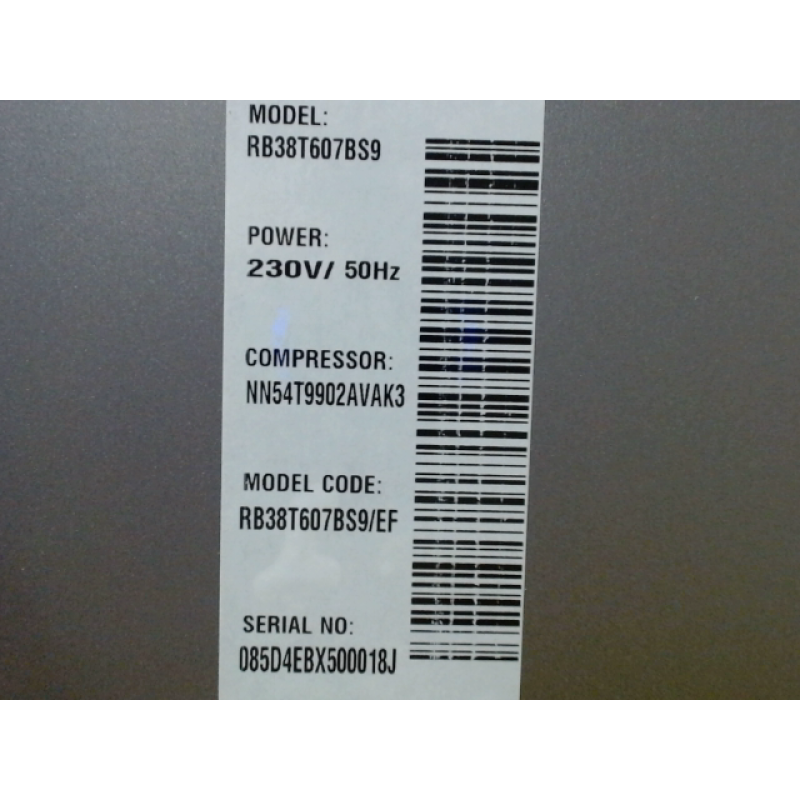 MODEL:
RB38T607BS9
POWER:
230V/ 50Hz
COMPRESSOR:
NN54T9902AVAK3
MODEL CODE:
RB38T607BS9/EF
SERIAL NO:
085D4EBX500018J